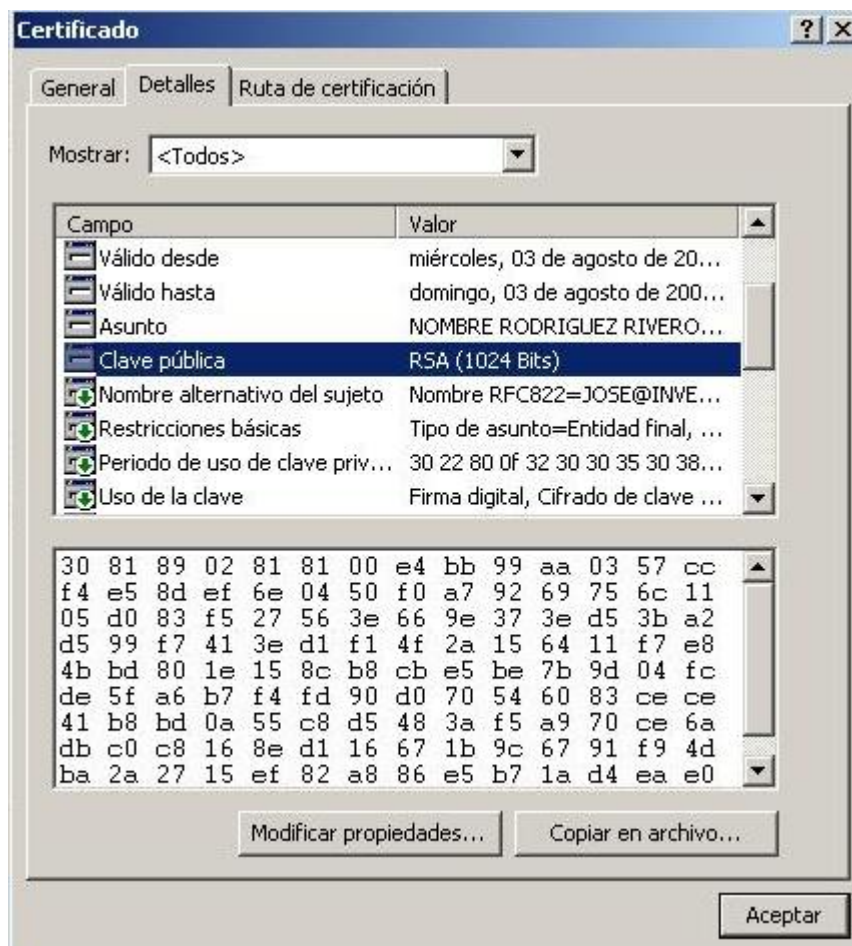 Certificado
General Detalles Ruta de certificación
Mostrar: <Todos>
Campo Valor
Válido desde miércoles, 03 de agosto de 20...
Válido hasta domingo, 03 de agosto de 200...
Asunto NOMBRE RODRIGUEZ RIVERO...
Clave pública RSA (1024 Bits)
Nombre alternativo del sujeto Nombre RFC822=JOSE@INVE...
Restricciones básicas Tipo de asunto=Entidad final, ...
Periodo de uso de clave priv... 30 22 80 0f 32 30 30 35 30 38...
Uso de la clave Firma digital, Cifrado de clave ...
30 81 89 02 81 81 00 e4 bb 99 aa 03 57 cc
f4 e5 8d ef 6e 04 50 f0 a7 92 69 75 6c 11
05 d0 83 f5 27 56 3e 66 9e 37 3e d5 3b a2
d5 99 f7 41 3e d1 f1 4f 2a 15 64 11 f7 e8
4b bd 80 1e 15 8c b8 cb e5 be 7b 9d 04 fc
de 5f a6 b7 f4 fd 90 d0 70 54 60 83 ce ce
41 b8 bd 0a 55 c8 d5 48 3a f5 a9 70 ce 6a
db c0 c8 16 8e d1 16 67 1b 9c 67 91 f9 4d
ba 2a 27 15 ef 82 a8 86 e5 b7 1a d4 ea e0
Modificar propiedades... Copiar en archivo...
Aceptar